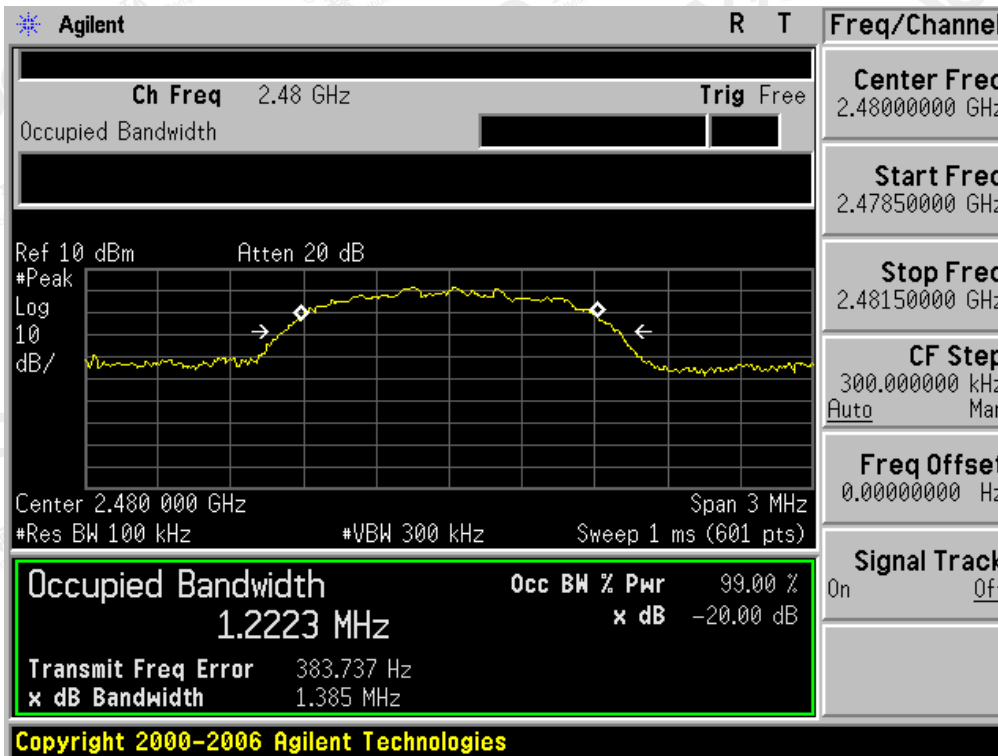 Agilent R T Freq/Channel
Ch Freq 2.48 GHz Trig Free
Occupied Bandwidth
Center Freq
2.48000000 GHz
Start Freq
2.47850000 GHz
Stop Freq
2.48150000 GHz
CF Step
300.000000 kHz
Auto Man
Freq Offset
0.00000000 Hz
Signal Track
On Off
Ref 10 dBm Atten 20 dB
#Peak
Log
10
dB/
Center 2.480 000 GHz Span 3 MHz
#Res BW 100 kHz #VBW 300 kHz Sweep 1 ms (601 pts)
Occupied Bandwidth Occ BW % Pwr 99.00 %
1.2223 MHz x dB -20.00 dB
Transmit Freq Error 383.737 Hz
x dB Bandwidth 1.385 MHz
Copyright 2000-2006 Agilent Technologies